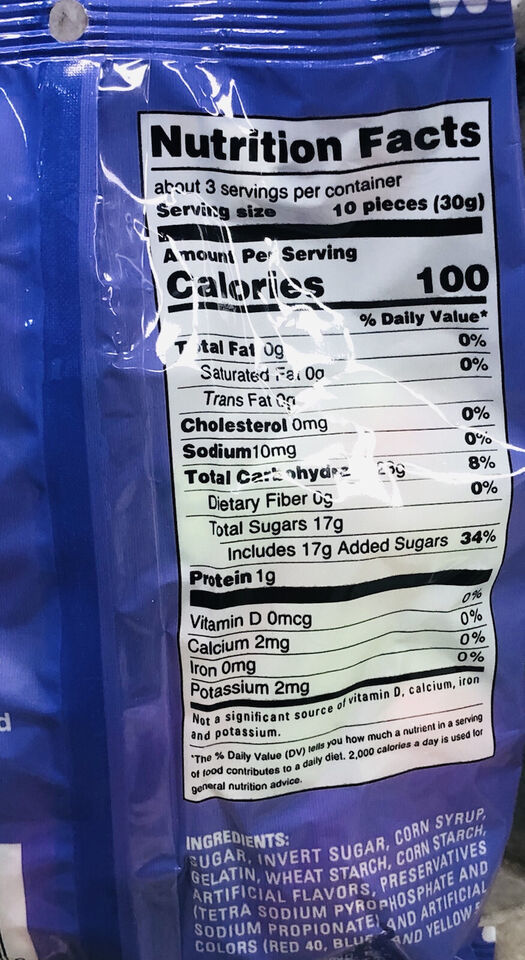 Nutrition Facts
about 3 servings per container
Serving size 10 pieces (30g)
Amount Per Serving
Calories 100
% Daily Value*
Total Fat 0g 0%
Saturated Fat 0g 0%
Trans Fat 0g
Cholesterol 0mg 0%
Sodium 10mg 0%
Total 8%
Dietary Fiber 0g 0%
Total Sugars 17g
Includes 17g Added Sugars 34%
Protein 1g
Vitamin D 0mcg 0%
Calcium 2mg 0%
Iron 0mg 0%
Potassium 2mg 0%
Not a significant source of vitamin D, calcium, iron
and potassium.
*The % Daily Value (DV) tells you how much a nutrient in a serving
of food contributes to a daily diet. 2,000 calories a day is used for
general nutrition advice.
INGREDIENTS:
SUGAR, INVERT SUGAR, CORN SYRUP,
GELATIN, WHEAT STARCH, CORN STARCH,
ARTIFICIAL FLAVORS, PRESERVATIVES
(TETRA SODIUM PYROPHOSPHATE AND
SODIUM PROPIONATE) AND ARTIFICIAL
COLORS (RED 40, BLUE AND YELLOW
d